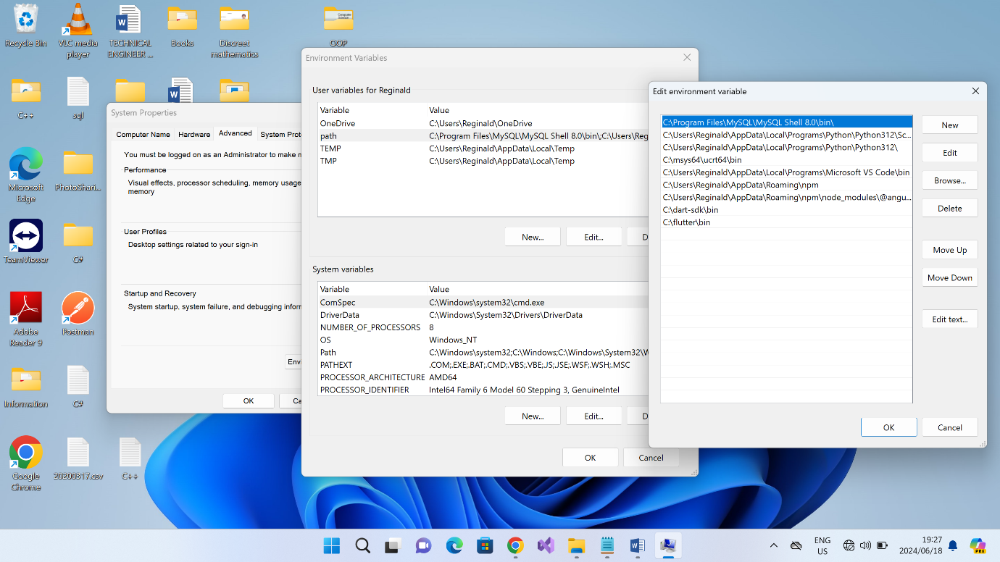 Recycle Bin
VLC media
player
TECHNICAL
ENGINEER ...
Books
Discreet
mathematics
OOP
C++
sql
Microsoft
Edge
PhotoShari...
TeamViewer
C#
Adobe
Reader 9
Postman
Information
C#
Google
Chrome
20200317.csv
C++
System Properties
Computer Name
Hardware
Advanced
System Prot
You must be logged on as an Administrator to make m
Performance
Visual effects, processor scheduling, memory usage
memory
User Profiles
Desktop settings related to your sign-in
Startup and Recovery
System startup, system failure, and debugging inform
Envi
OK
Ca
Environment Variables
User variables for Reginald
Variable Value
OneDrive C:\Users\Reginald\OneDrive
path C:\Program Files\MySQL\MySQL Shell 8.0\bin\;C:\Users\Reg
TEMP C:\Users\Reginald\AppData\Local\Temp
TMP C:\Users\Reginald\AppData\Local\Temp
New... Edit... D
System variables
Variable Value
ComSpec C:\Windows\system32\cmd.exe
DriverData C:\Windows\System32\Drivers\DriverData
NUMBER_OF_PROCESSORS 8
OS Windows_NT
Path C:\Windows\system32;C:\Windows;C:\Windows\System32\W
PATHEXT .COM;.EXE;.BAT;.CMD;.VBS;.VBE;.JS;.JSE;.WSF;.WSH;.MSC
PROCESSOR_ARCHITECTURE AMD64
PROCESSOR_IDENTIFIER Intel64 Family 6 Model 60 Stepping 3, GenuineIntel
New... Edit... D
OK Cancel
Edit environment variable
C:\Program Files\MySQL\MySQL Shell 8.0\bin\
C:\Users\Reginald\AppData\Local\Programs\Python\Python312\Sc...
C:\Users\Reginald\AppData\Local\Programs\Python\Python312\
C:\msys64\ucrt64\bin
C:\Users\Reginald\AppData\Local\Programs\Microsoft VS Code\bin
C:\Users\Reginald\AppData\Roaming\npm
C:\Users\Reginald\AppData\Roaming\npm\node_modules\@angu...
C:\dart-sdk\bin
C:\flutter\bin
New
Edit
Browse...
Delete
Move Up
Move Down
Edit text...
OK Cancel
ENG
US
19:27
2024/06/18
PRE